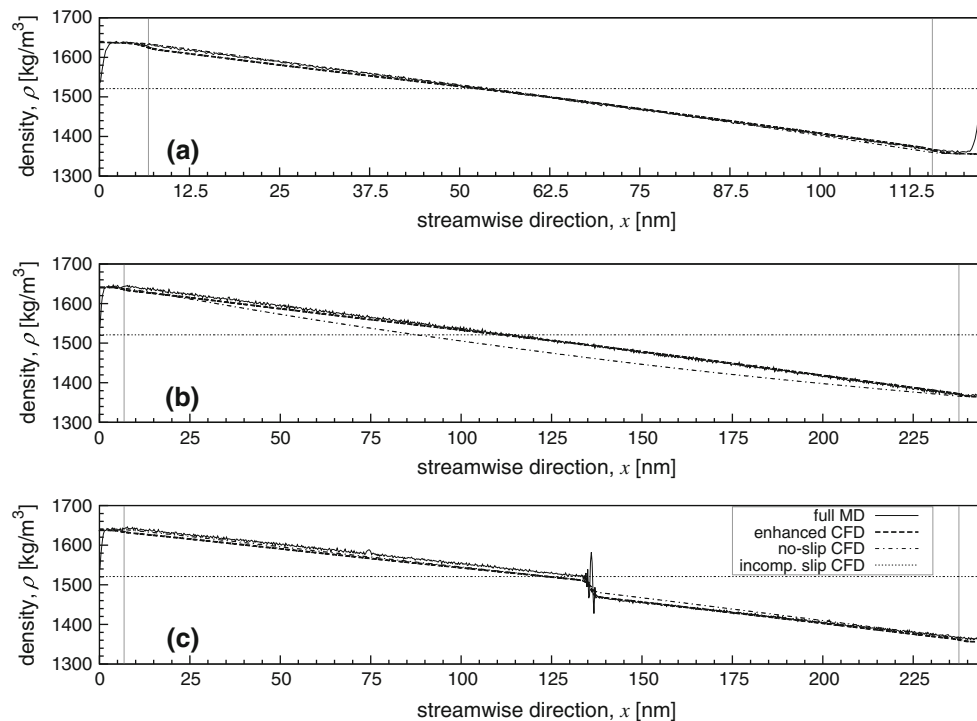 1700
1600
1500
1400
1300
density, ρ [kg/m³]
(a)
0 12.5 25 37.5 50 62.5 75 87.5 100 112.5
streamwise direction, x [nm]
1700
1600
1500
1400
1300
density, ρ [kg/m³]
(b)
0 25 50 75 100 125 150 175 200 225
streamwise direction, x [nm]
1700
1600
1500
1400
1300
density, ρ [kg/m³]
full MD
enhanced CFD
no-slip CFD
incomp. slip CFD
(c)
0 25 50 75 100 125 150 175 200 225
streamwise direction, x [nm]